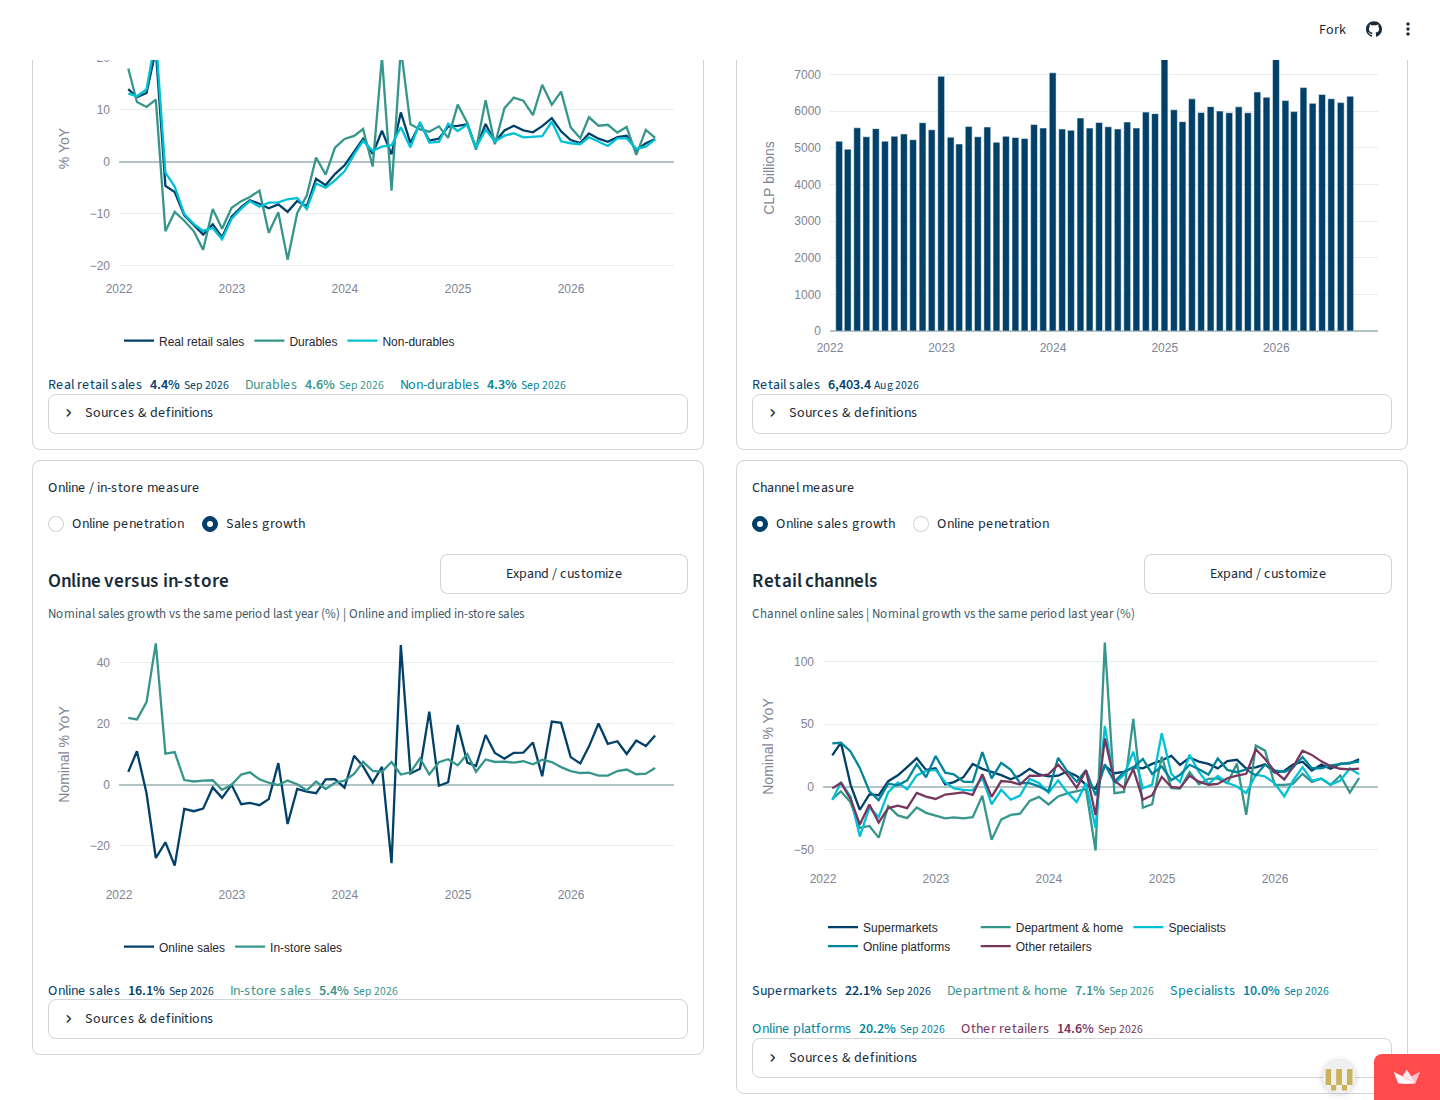 Fork
10
0
−10
−20
% YoY
2022
2023
2024
2025
2026
Real retail sales
Durables
Non-durables
Real retail sales 4.4% Sep 2026 Durables 4.6% Sep 2026 Non-durables 4.3% Sep 2026
Sources & definitions
7000
6000
5000
4000
3000
2000
1000
0
CLP billions
2022
2023
2024
2025
2026
Retail sales 6,403.4 Aug 2026
Sources & definitions
Online / in-store measure
Online penetration
Sales growth
Online versus in-store
Expand / customize
Nominal sales growth vs the same period last year (%) | Online and implied in-store sales
40
20
0
−20
Nominal % YoY
2022
2023
2024
2025
2026
Online sales
In-store sales
Online sales 16.1% Sep 2026 In-store sales 5.4% Sep 2026
Sources & definitions
Channel measure
Online sales growth
Online penetration
Retail channels
Expand / customize
Channel online sales | Nominal growth vs the same period last year (%)
100
50
0
−50
Nominal % YoY
2022
2023
2024
2025
2026
Supermarkets
Department & home
Specialists
Online platforms
Other retailers
Supermarkets 22.1% Sep 2026 Department & home 7.1% Sep 2026 Specialists 10.0% Sep 2026
Online platforms 20.2% Sep 2026 Other retailers 14.6% Sep 2026
Sources & definitions